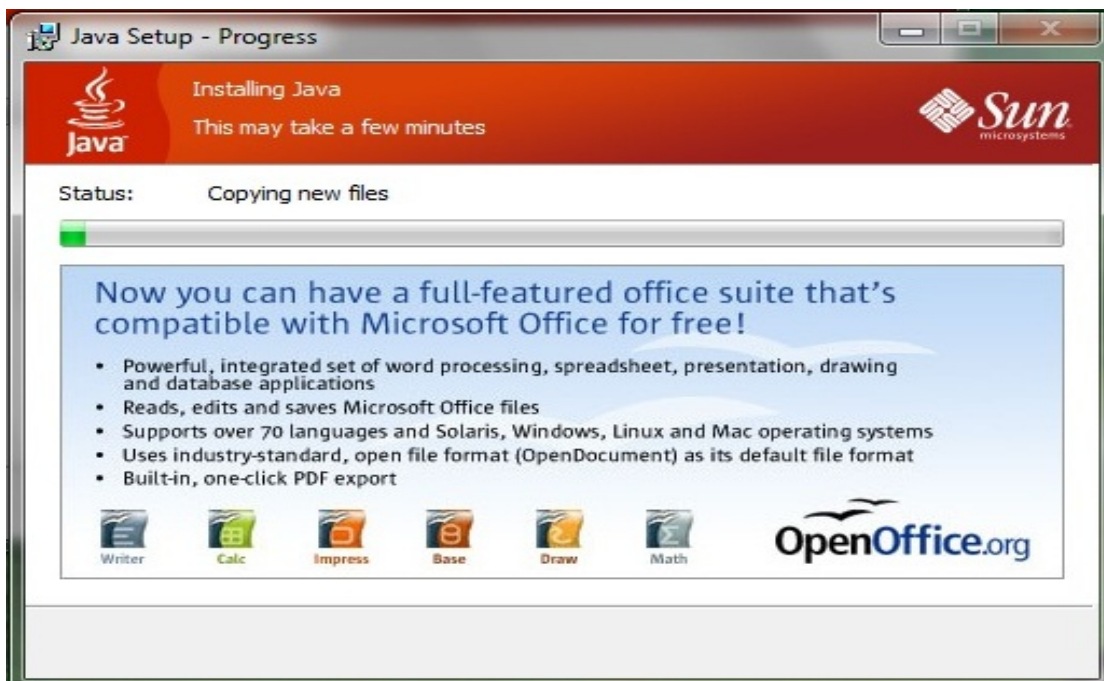 Java Setup - Progress
Installing Java
This may take a few minutes
Java
Sun
microsystems
Status: Copying new files
Now you can have a full-featured office suite that's
compatible with Microsoft Office for free!
• Powerful, integrated set of word processing, spreadsheet, presentation, drawing
and database applications
• Reads, edits and saves Microsoft Office files
• Supports over 70 languages and Solaris, Windows, Linux and Mac operating systems
• Uses industry-standard, open file format (OpenDocument) as its default file format
• Built-in, one-click PDF export
Writer Calc Impress Base Draw Math
OpenOffice.org